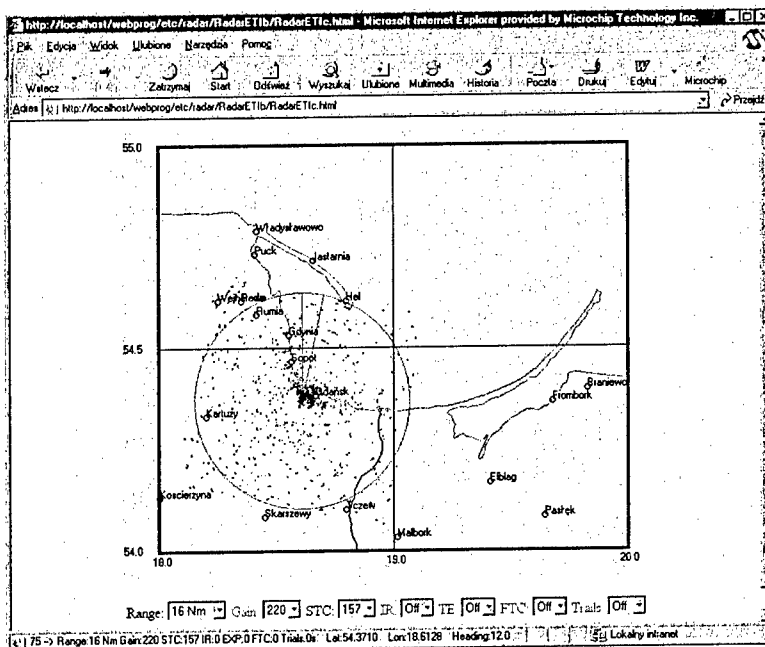 http://localhost/webprog/etc/radar/RadarETIb/RadarETIc.html - Microsoft Internet Explorer provided by Microchip Technology Inc.
Plik Edycja Widok Ulubione Narzędzia Pomoc
Wstecz Zatrzymaj Start Odśwież Wyszukaj Ulubione Multimedia Historia Poczta Drukuj Edytuj Microchip
Adres http://localhost/webprog/etc/radar/RadarETIb/RadarETIc.html Przejdź
55.0
Władysławowo
Puck
Jastarnia
Hel
Rumia
Gdynia
54.5
Sopot
Gdańsk
Braniewo
Frombork
Kartuzy
Elbląg
Koscierzyna
Skarszewy
Tczew
Pasłęk
Malbork
54.0
18.0 19.0 20.0
Range: 16 Nm Gain 220 STC: 157 IR: Off TE Off FTC: Off Trails Off
75 -> Range:16 Nm Gain:220 STC:157 IR:0 EXP:0 FTC:0 Trials:0s Lat:54.3710 Lon:18.6128 Heading:12.0 Lokalny intranet